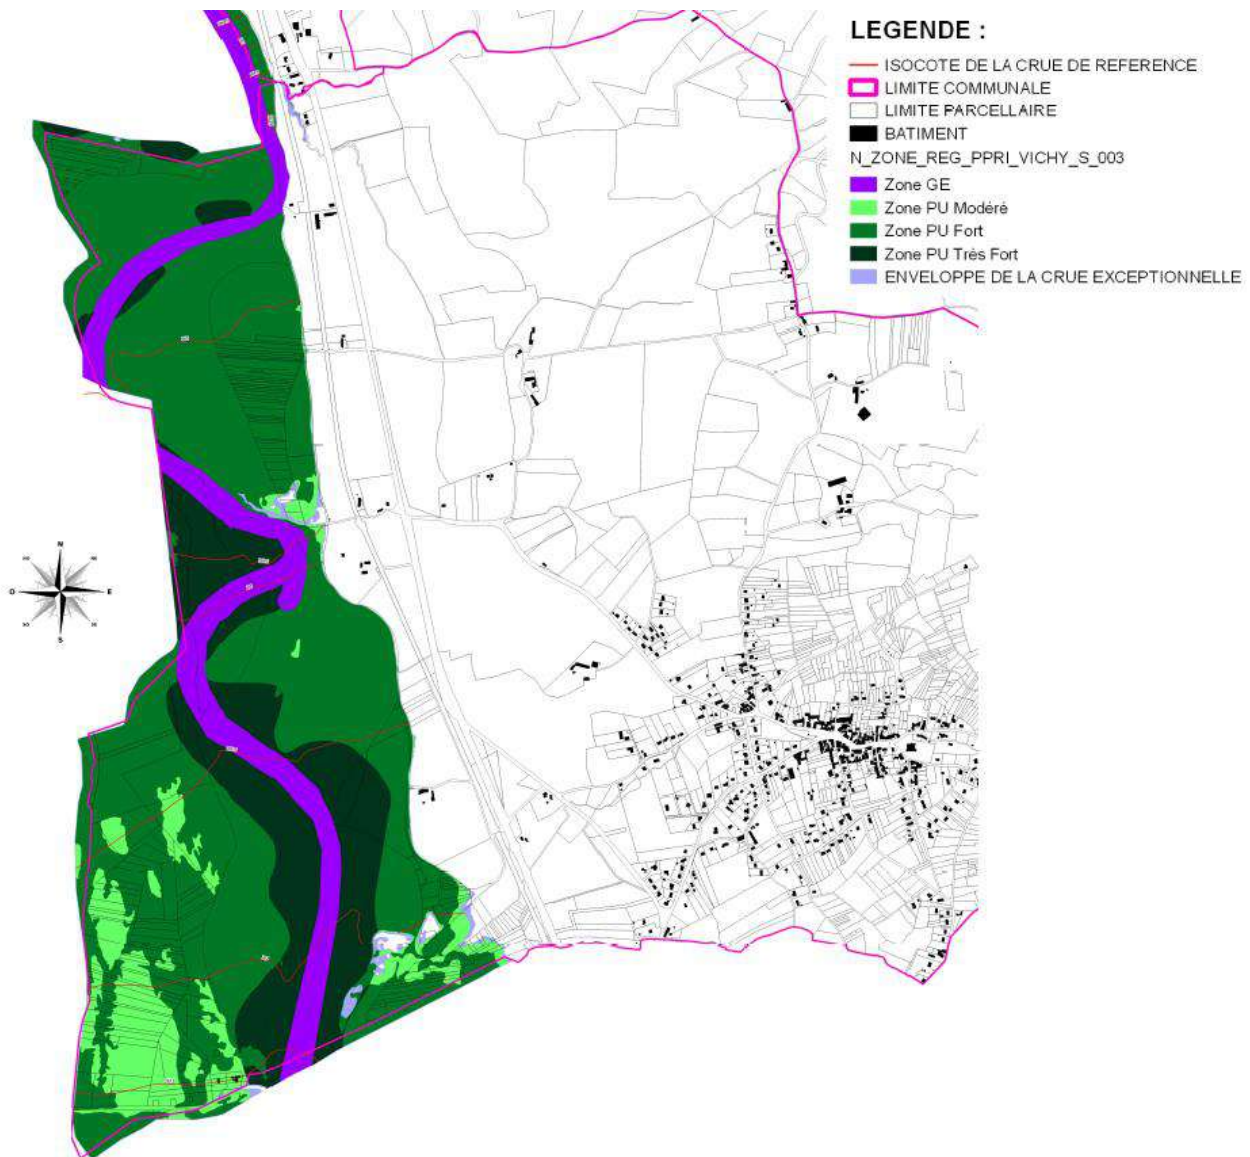 LEGENDE :
ISOCOTE DE LA CRUE DE REFERENCE
LIMITE COMMUNALE
LIMITE PARCELLAIRE
BATIMENT
N_ZONE_REG_PPRI_VICHY_S_003
Zone GE
Zone PU Modéré
Zone PU Fort
Zone PU Très Fort
ENVELOPPE DE LA CRUE EXCEPTIONNELLE
N
O
E
S